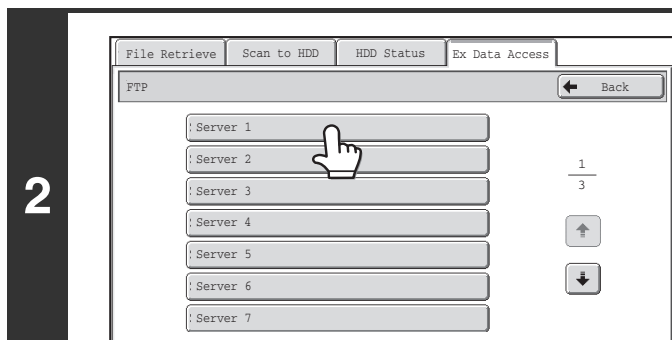 File Retrieve Scan to HDD HDD Status Ex Data Access
FTP Back
Server 1
Server 2
1
3
Server 3
2
Server 4
Server 5
Server 6
Server 7